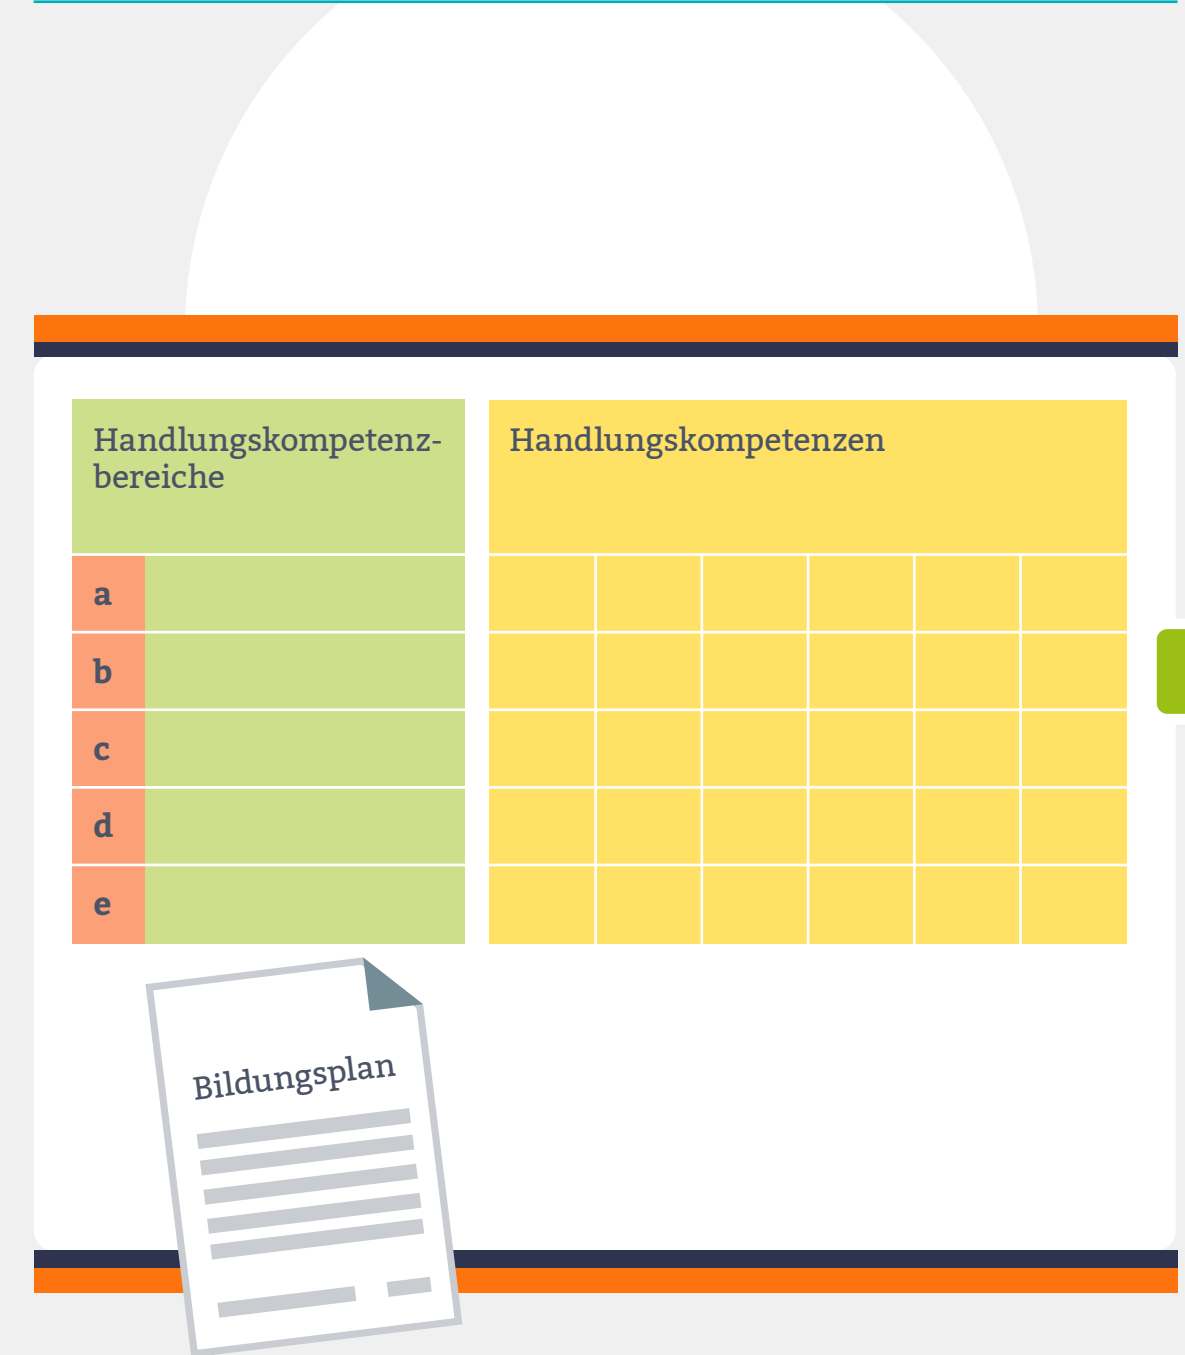 Handlungskompetenz-
bereiche
Handlungskompetenzen
a
b
c
d
e
Bildungsplan